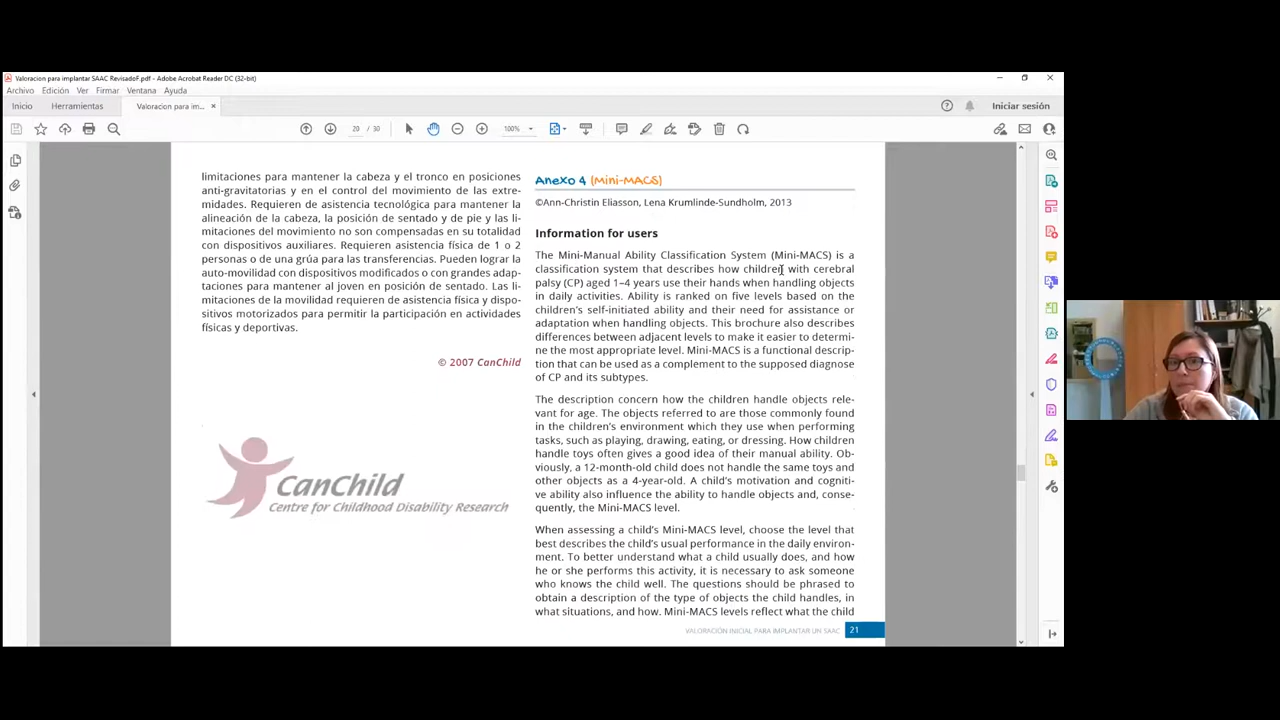 Valoracion para implantar SAAC RevisadoF.pdf - Adobe Acrobat Reader DC (32-bit)
Archivo Edición Ver Firmar Ventana Ayuda
Inicio Herramientas Valoracion para im... Iniciar sesión
20 / 30 100%
limitaciones para mantener la cabeza y el tronco en posiciones
anti-gravitatorias y en el control del movimiento de las extre-
midades. Requieren de asistencia tecnológica para mantener la
alineación de la cabeza, la posición de sentado y de pie y las li-
mitaciones del movimiento no son compensadas en su totalidad
con dispositivos auxiliares. Requieren asistencia física de 1 o 2
personas o de una grúa para las transferencias. Pueden lograr la
auto-movilidad con dispositivos modificados o con grandes adap-
taciones para mantener al joven en posición de sentado. Las li-
mitaciones de la movilidad requieren de asistencia física y dispo-
sitivos motorizados para permitir la participación en actividades
físicas y deportivas.
© 2007 CanChild
CanChild
Centre for Childhood Disability Research
Anexo 4 (Mini-MACS)
©Ann-Christin Eliasson, Lena Krumlinde-Sundholm, 2013
Information for users
The Mini-Manual Ability Classification System (Mini-MACS) is a
classification system that describes how children with cerebral
palsy (CP) aged 1–4 years use their hands when handling objects
in daily activities. Ability is ranked on five levels based on the
children's self-initiated ability and their need for assistance or
adaptation when handling objects. This brochure also describes
differences between adjacent levels to make it easier to determi-
ne the most appropriate level. Mini-MACS is a functional descrip-
tion that can be used as a complement to the supposed diagnose
of CP and its subtypes.
The description concern how the children handle objects rele-
vant for age. The objects referred to are those commonly found
in the children's environment which they use when performing
tasks, such as playing, drawing, eating, or dressing. How children
handle toys often gives a good idea of their manual ability. Ob-
viously, a 12-month-old child does not handle the same toys and
other objects as a 4-year-old. A child's motivation and cogniti-
ve ability also influence the ability to handle objects and, conse-
quently, the Mini-MACS level.
When assessing a child's Mini-MACS level, choose the level that
best describes the child's usual performance in the daily environ-
ment. To better understand what a child usually does, and how
he or she performs this activity, it is necessary to ask someone
who knows the child well. The questions should be phrased to
obtain a description of the type of objects the child handles, in
what situations, and how. Mini-MACS levels reflect what the child
VALORACIÓN INICIAL PARA IMPLANTAR UN SAAC 21